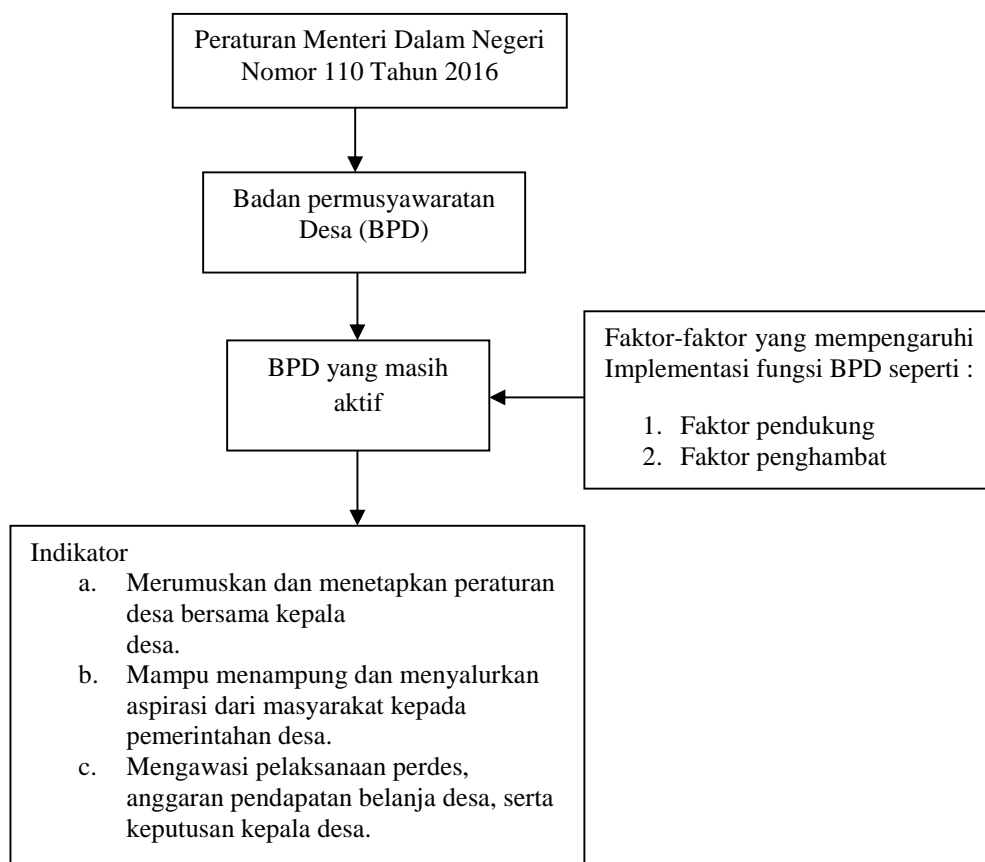 Peraturan Menteri Dalam Negeri
Nomor 110 Tahun 2016
Badan permusyawaratan
Desa (BPD)
BPD yang masih
aktif
Faktor-faktor yang mempengaruhi
Implementasi fungsi BPD seperti :
1. Faktor pendukung
2. Faktor penghambat
Indikator
a. Merumuskan dan menetapkan peraturan
desa bersama kepala
desa.
b. Mampu menampung dan menyalurkan
aspirasi dari masyarakat kepada
pemerintahan desa.
c. Mengawasi pelaksanaan perdes,
anggaran pendapatan belanja desa, serta
keputusan kepala desa.